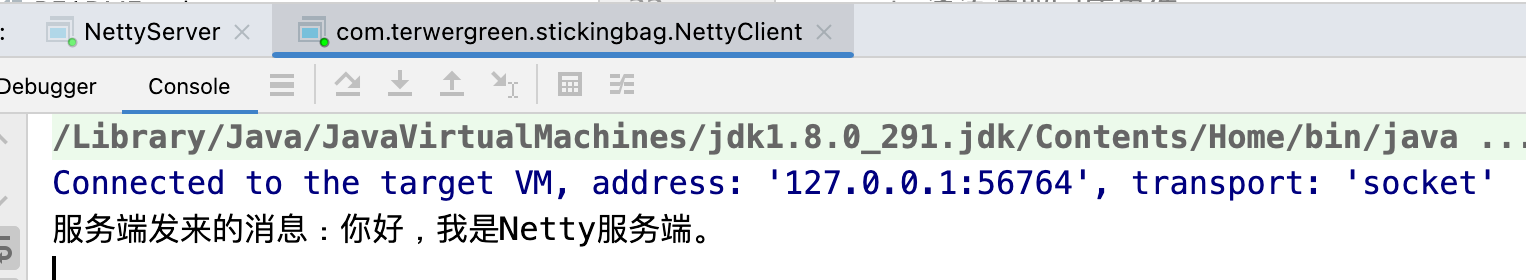 NettyServer com.terwergreen.stickingbag.NettyClient
Debugger Console
/Library/Java/JavaVirtualMachines/jdk1.8.0_291.jdk/Contents/Home/bin/java ...
Connected to the target VM, address: '127.0.0.1:56764', transport: 'socket'
服务端发来的消息：你好，我是Netty服务端。